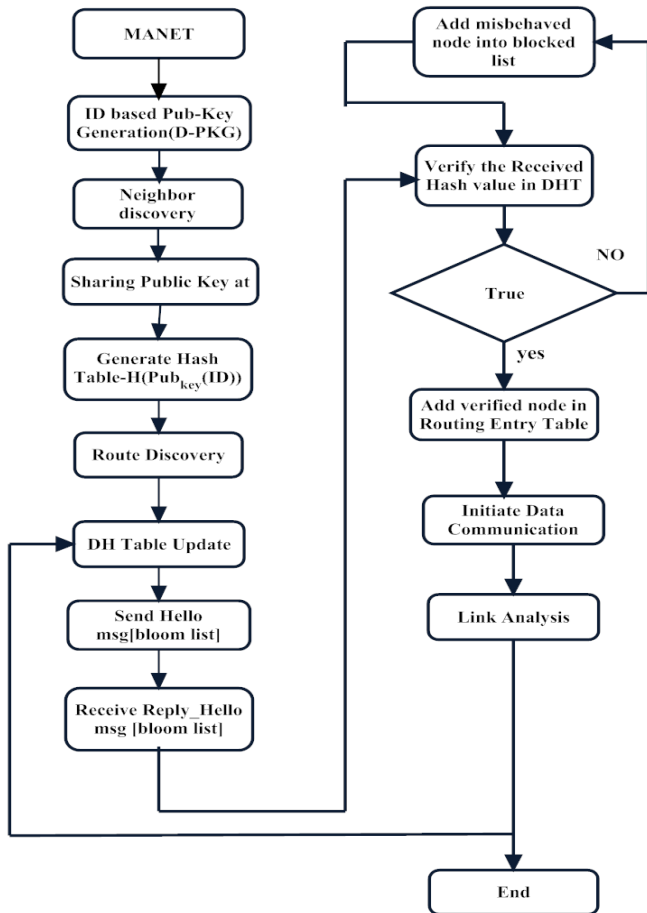 MANET
ID based Pub-Key
Generation(D-PKG)
Neighbor
discovery
Sharing Public Key at
Generate Hash
Table-H(Pubkey(ID))
Route Discovery
DH Table Update
Send Hello
msg[bloom list]
Receive Reply_Hello
msg [bloom list]
Add misbehaved
node into blocked
list
Verify the Received
Hash value in DHT
True
NO
yes
Add verified node in
Routing Entry Table
Initiate Data
Communication
Link Analysis
End